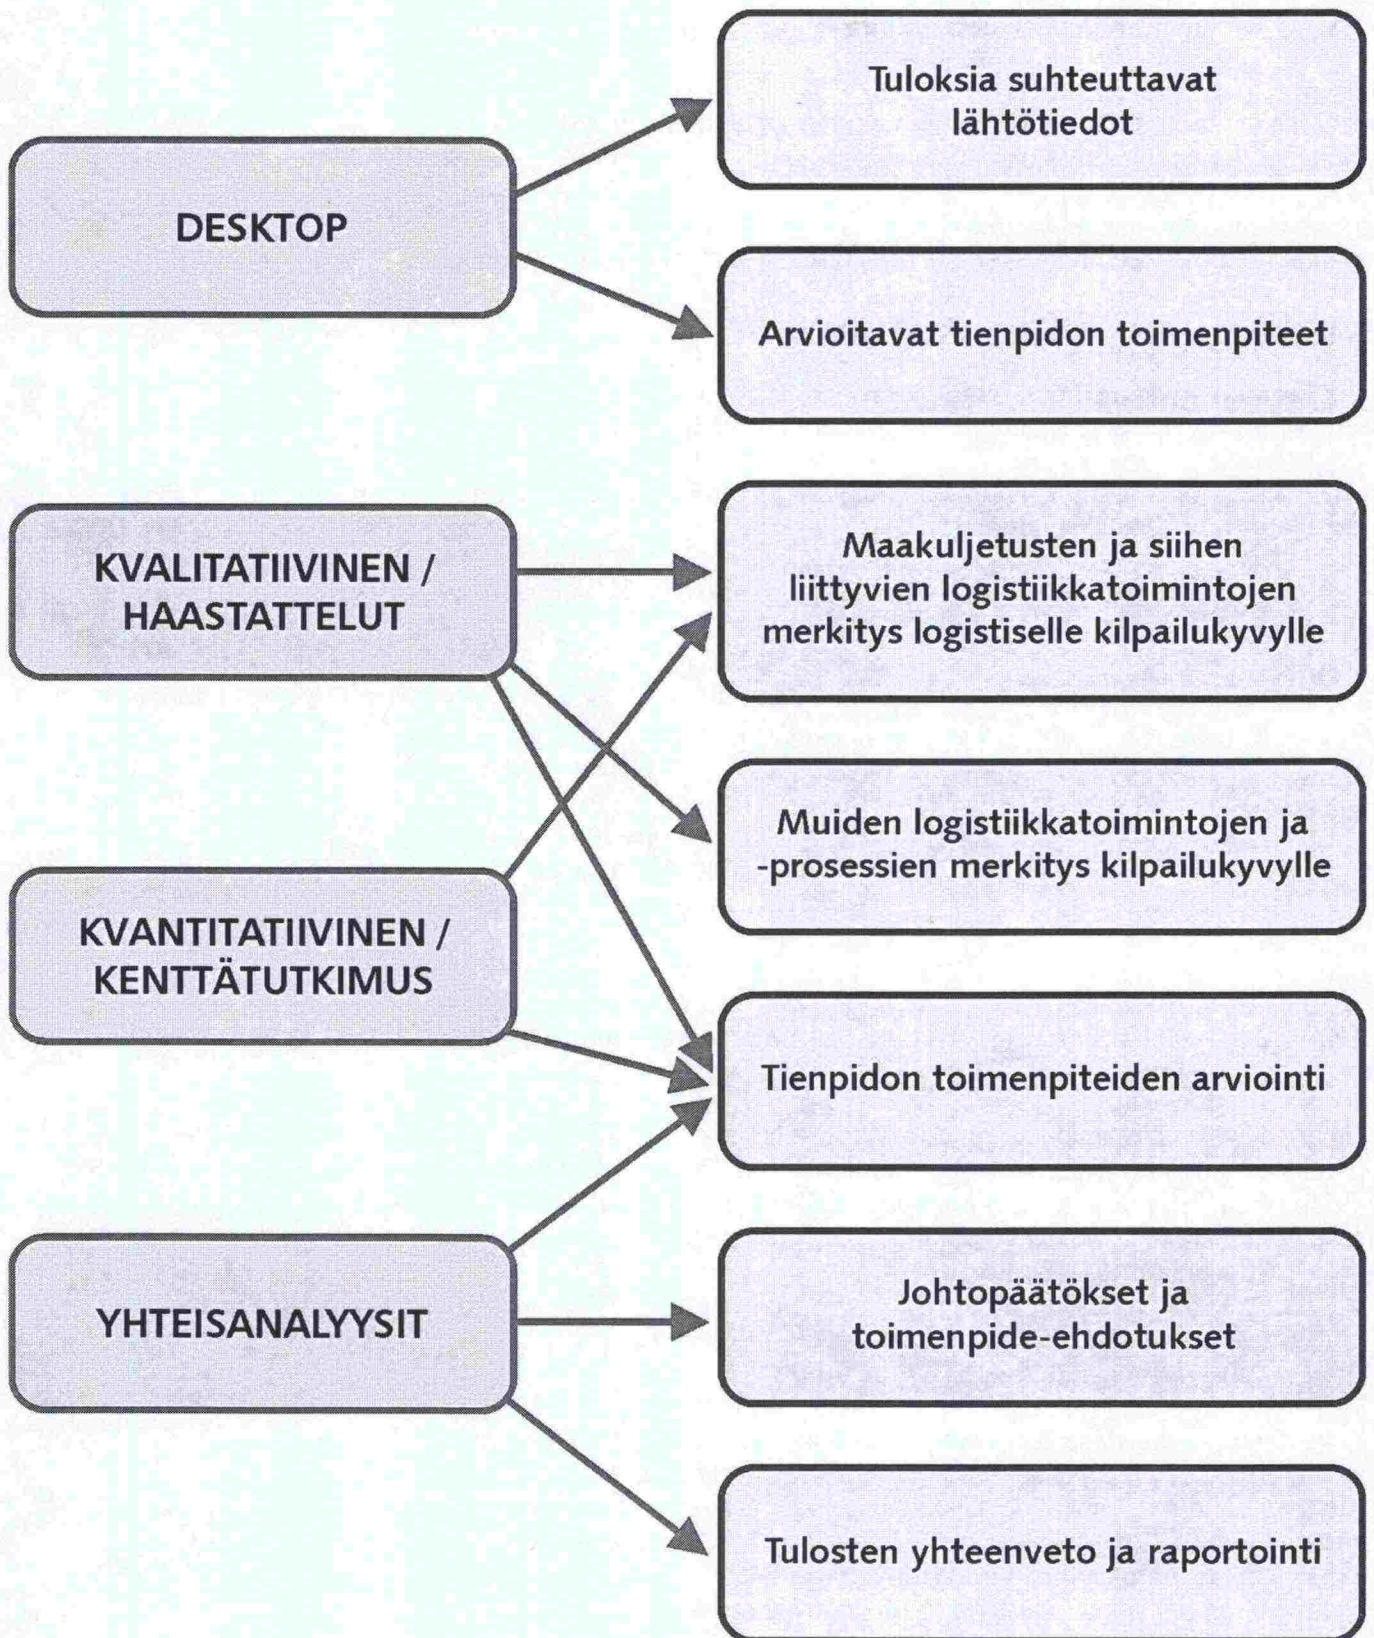 Tuloksia suhteuttavat
lähtötiedot
DESKTOP
Arvioitavat tienpidon toimenpiteet
KVALITATIIVINEN /
HAASTATTELUT
Maakuljetusten ja siihen
liittyvien logistiikkatoimintojen
merkitys logistiselle kilpailukyvylle
Muiden logistiikkatoimintojen ja
-prosessien merkitys kilpailukyvylle
KVANTITATIIVINEN /
KENTTÄTUTKIMUS
Tienpidon toimenpiteiden arviointi
YHTEISANALYYSIT
Johtopäätökset ja
toimenpide-ehdotukset
Tulosten yhteenveto ja raportointi